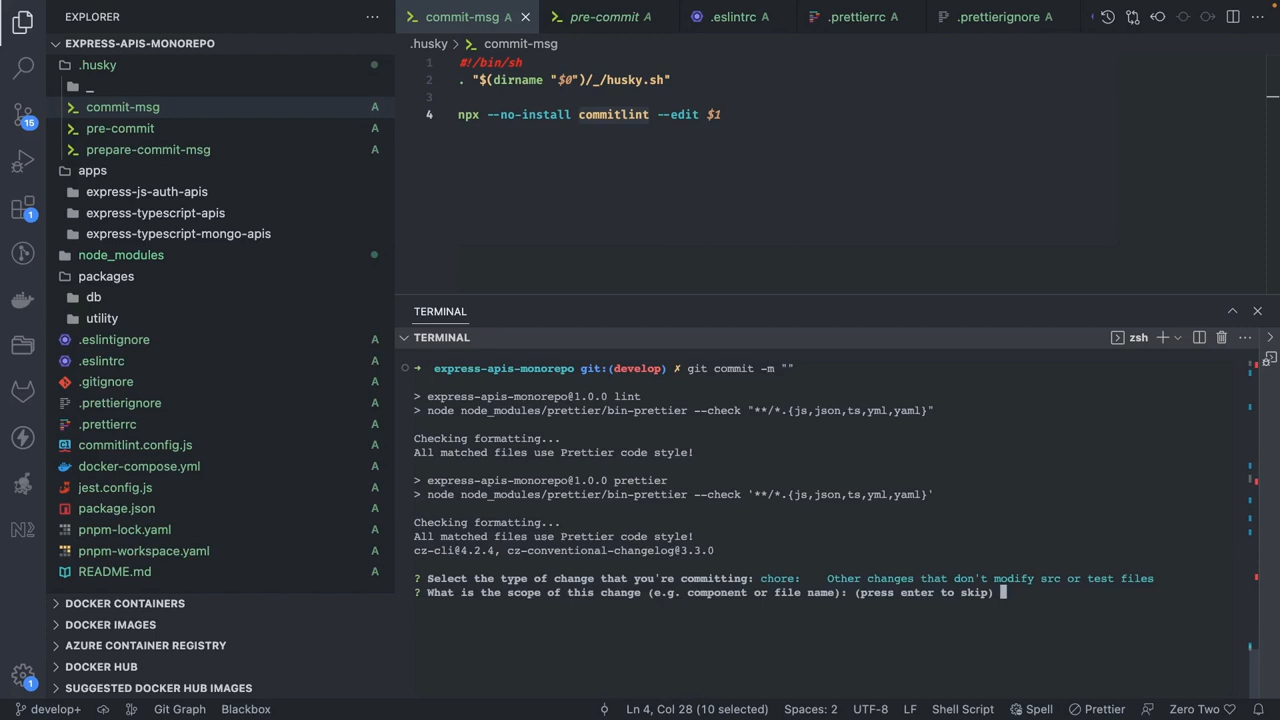 EXPLORER
EXPRESS-APIS-MONOREPO
.husky
_
commit-msg A
pre-commit A
prepare-commit-msg A
apps
express-js-auth-apis
express-typescript-apis
express-typescript-mongo-apis
node_modules
packages
db
utility
.eslintignore A
.eslintrc A
.gitignore A
.prettierignore A
.prettierrc A
commitlint.config.js A
docker-compose.yml A
jest.config.js A
package.json A
pnpm-lock.yaml A
pnpm-workspace.yaml A
README.md A
DOCKER CONTAINERS
DOCKER IMAGES
AZURE CONTAINER REGISTRY
DOCKER HUB
SUGGESTED DOCKER HUB IMAGES
15
1
1
commit-msg A
pre-commit A
.eslintrc A
.prettierrc A
.prettierignore A
.husky > commit-msg
1 #!/bin/sh
2 . "$(dirname "$0")/_/husky.sh"
3
4 npx --no-install commitlint --edit $1
TERMINAL
TERMINAL
zsh
→ express-apis-monorepo git:(develop) ✗ git commit -m ""
> express-apis-monorepo@1.0.0 lint
> node node_modules/prettier/bin-prettier --check "**/*.{js,json,ts,yml,yaml}"
Checking formatting...
All matched files use Prettier code style!
> express-apis-monorepo@1.0.0 prettier
> node node_modules/prettier/bin-prettier --check '**/*.{js,json,ts,yml,yaml}'
Checking formatting...
All matched files use Prettier code style!
cz-cli@4.2.4, cz-conventional-changelog@3.3.0
? Select the type of change that you're committing: chore: Other changes that don't modify src or test files
? What is the scope of this change (e.g. component or file name): (press enter to skip)
develop+
Git Graph
Blackbox
Ln 4, Col 28 (10 selected)
Spaces: 2
UTF-8
LF
Shell Script
Spell
Prettier
Zero Two